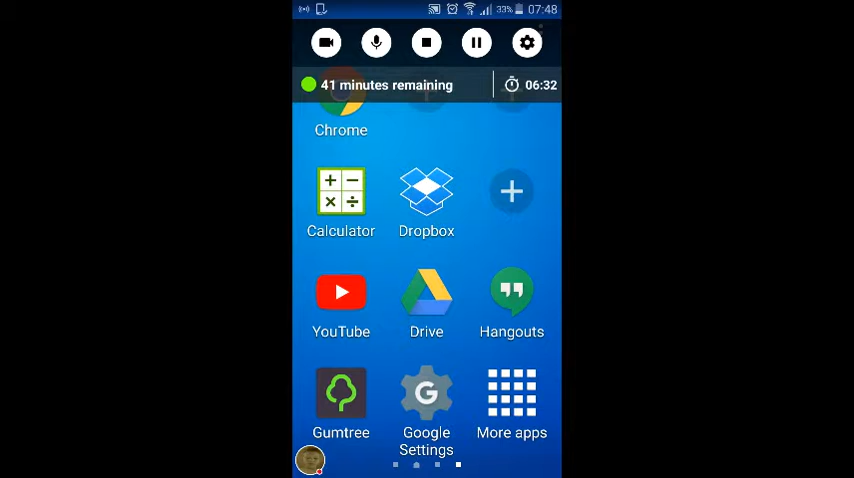 33% 07:48
41 minutes remaining 06:32
Chrome
Calculator Dropbox
YouTube Drive Hangouts
Gumtree Google Settings More apps